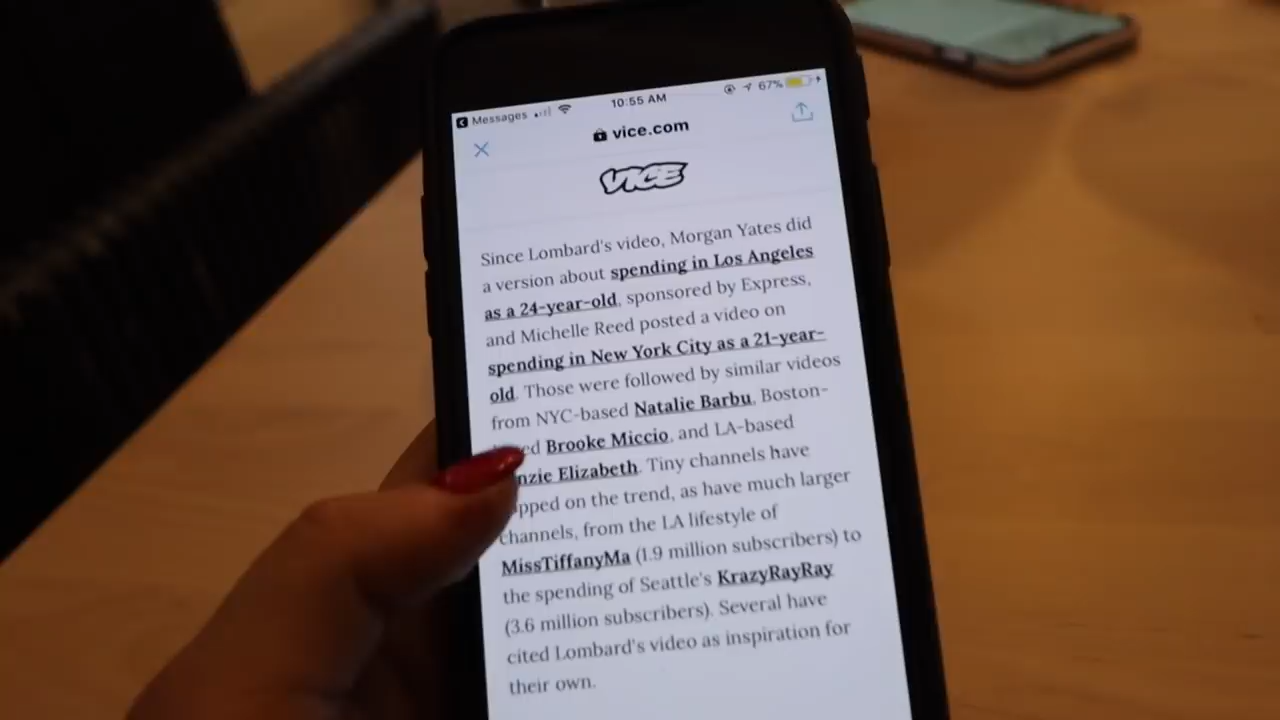 Messages 10:55 AM 67%
vice.com
VICE
Since Lombard's video, Morgan Yates did
a version about spending in Los Angeles
as a 24-year-old, sponsored by Express,
and Michelle Reed posted a video on
spending in New York City as a 21-year-
old. Those were followed by similar videos
from NYC-based Natalie Barbu, Boston-
Brooke Miccio, and LA-based
Elizabeth. Tiny channels have
on the trend, as have much larger
channels, from the LA lifestyle of
MissTiffanyMa (1.9 million subscribers) to
the spending of Seattle's KrazyRayRay
(3.6 million subscribers). Several have
cited Lombard's video as inspiration for
their own.